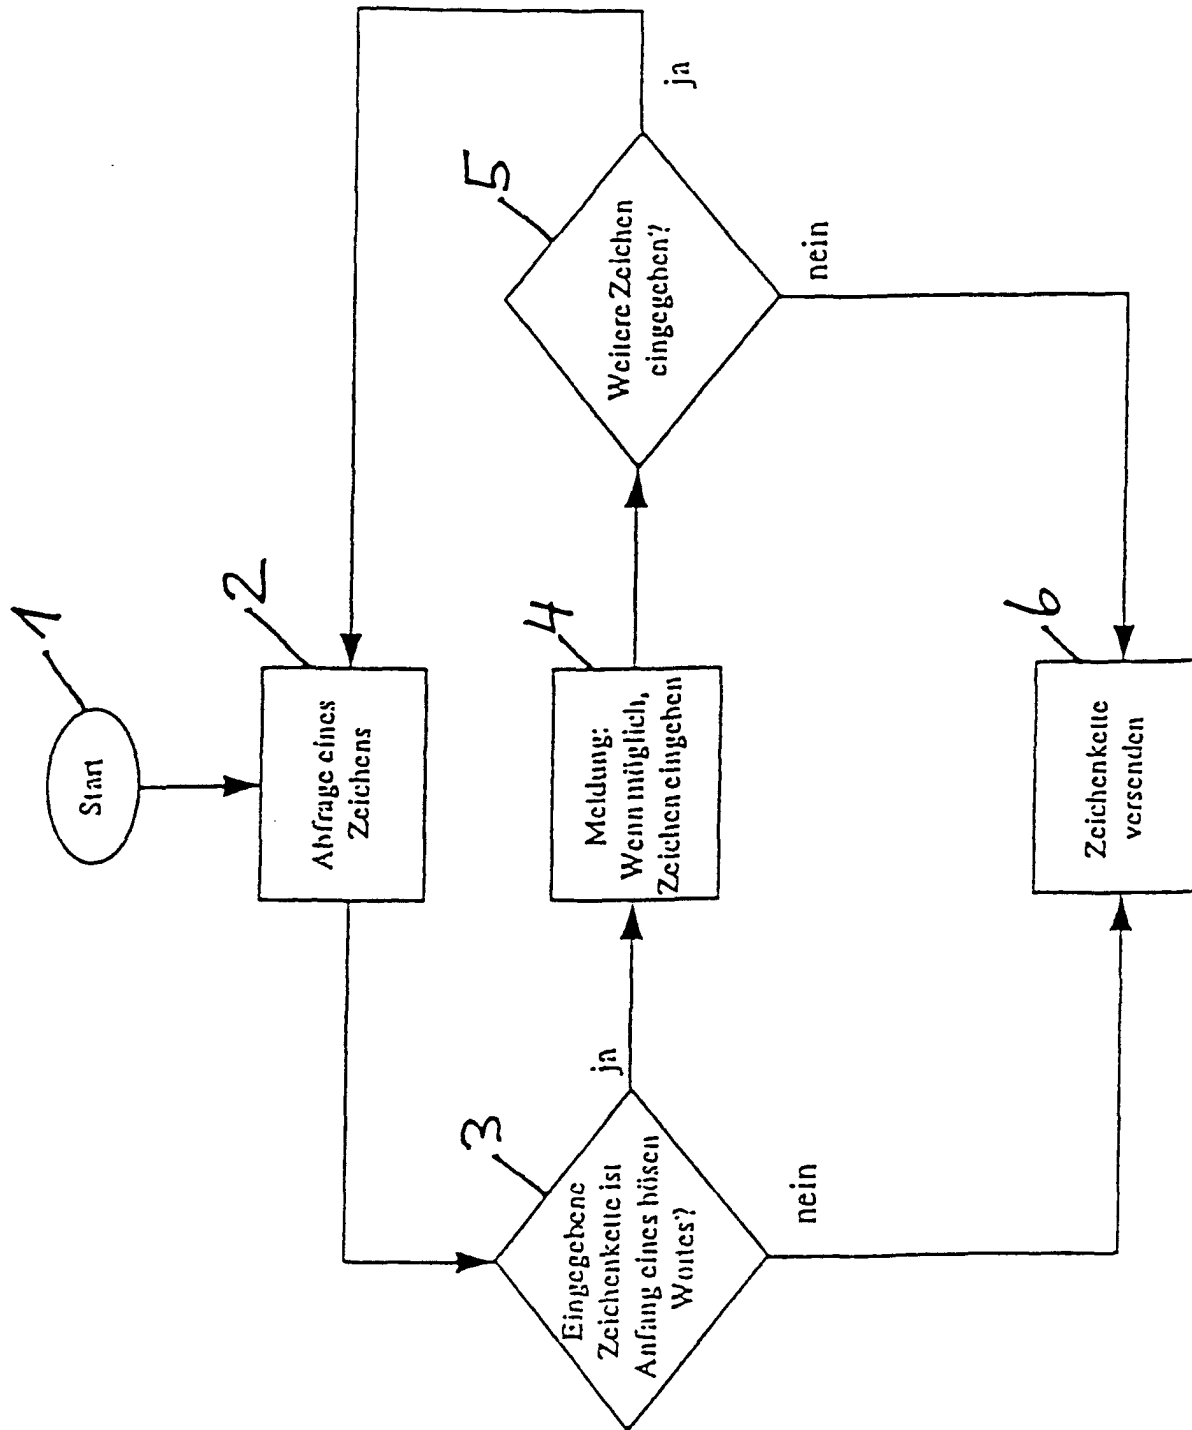 1
Start
2
Abfrage eines
Zeichens
3
Eingegebene
Zeichenkette ist
Anfang eines bösen
Wortes?
ja
nein
4
Meldung:
Wenn möglich,
Zeichen eingeben
5
Weitere Zeichen
eingegeben?
ja
nein
6
Zeichenkette
versenden